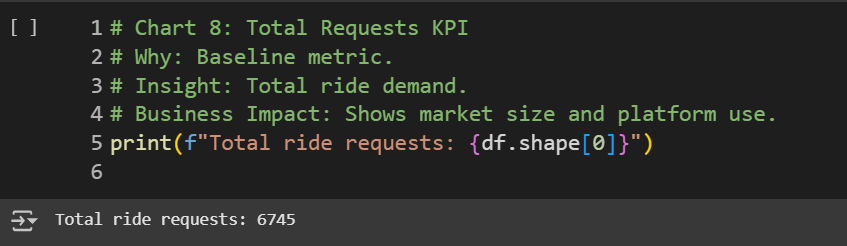 [ ] 1 # Chart 8: Total Requests KPI
2 # Why: Baseline metric.
3 # Insight: Total ride demand.
4 # Business Impact: Shows market size and platform use.
5 print(f"Total ride requests: {df.shape[0]}")
6
Total ride requests: 6745